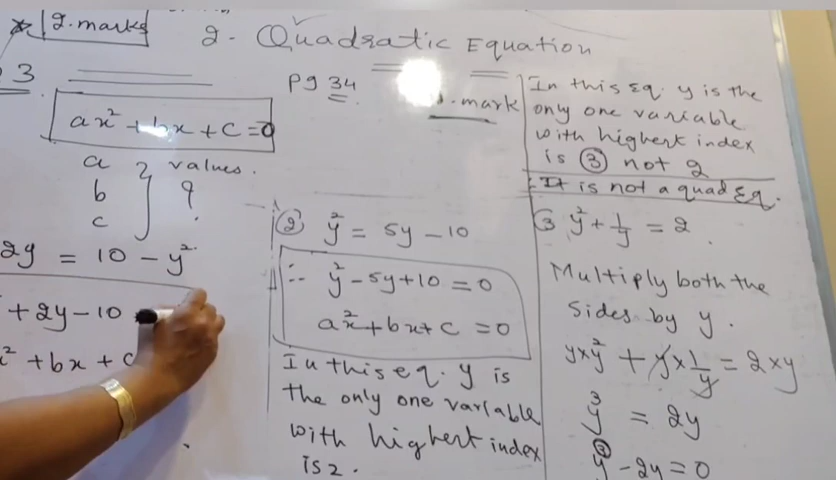 2.marks
2. Quadratic Equation
3
pg 34
mark
ax² + bx + c = 0
a
b
c
values.
?
2y = 10 - y²
+ 2y - 10
² + bx + c
② y² = 5y - 10
∴ y² - 5y + 10 = 0
ax² + bx + c = 0
In this eq. y is
the only one variable
with highest index
is 2.
In this Eq. y is the
only one variable
with highest index
is ③ not 2
∴ It is not a quad Eq.
③ y² + 1/y = 2
Multiply both the
sides by y.
y×y² + y×1/y = 2×y
y³ = 2y
y³ - 2y = 0